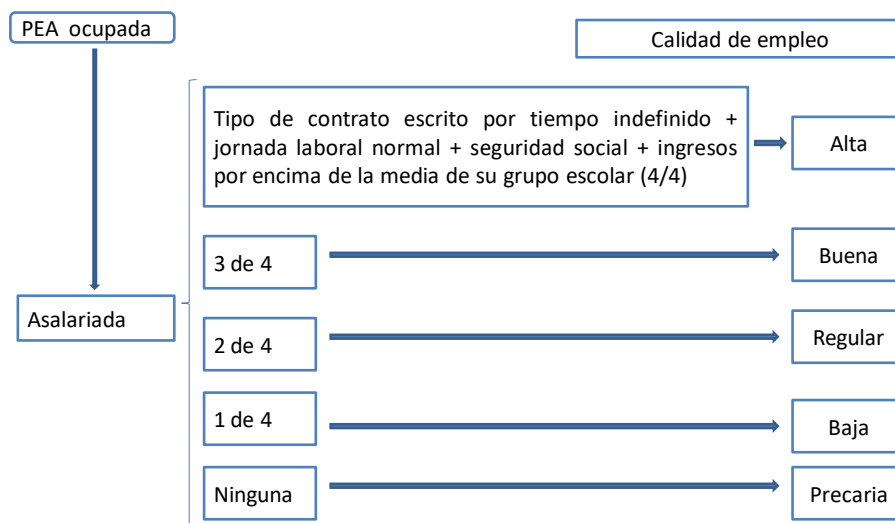 PEA ocupada
Calidad de empleo
Tipo de contrato escrito por tiempo indefinido +
jornada laboral normal + seguridad social + ingresos
por encima de la media de su grupo escolar (4/4)
Alta
3 de 4
Buena
Asalariada
2 de 4
Regular
1 de 4
Baja
Ninguna
Precaria